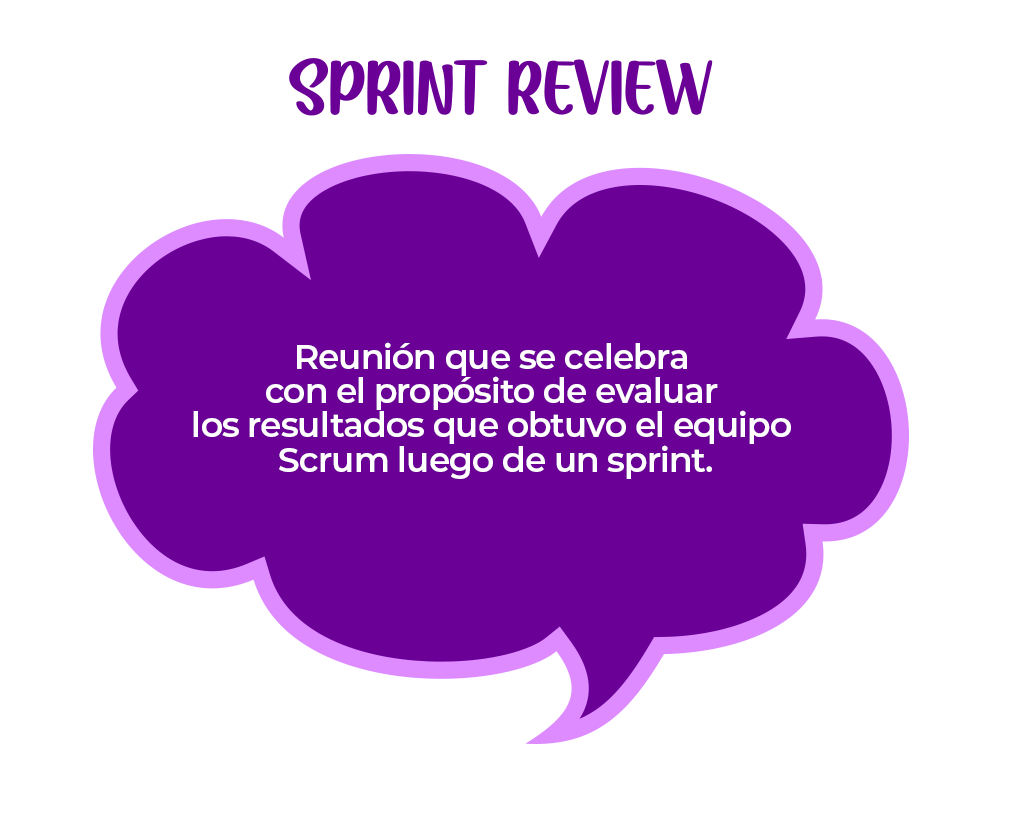 SPRINT REVIEW
Reunión que se celebra
con el propósito de evaluar
los resultados que obtuvo el equipo
Scrum luego de un sprint.